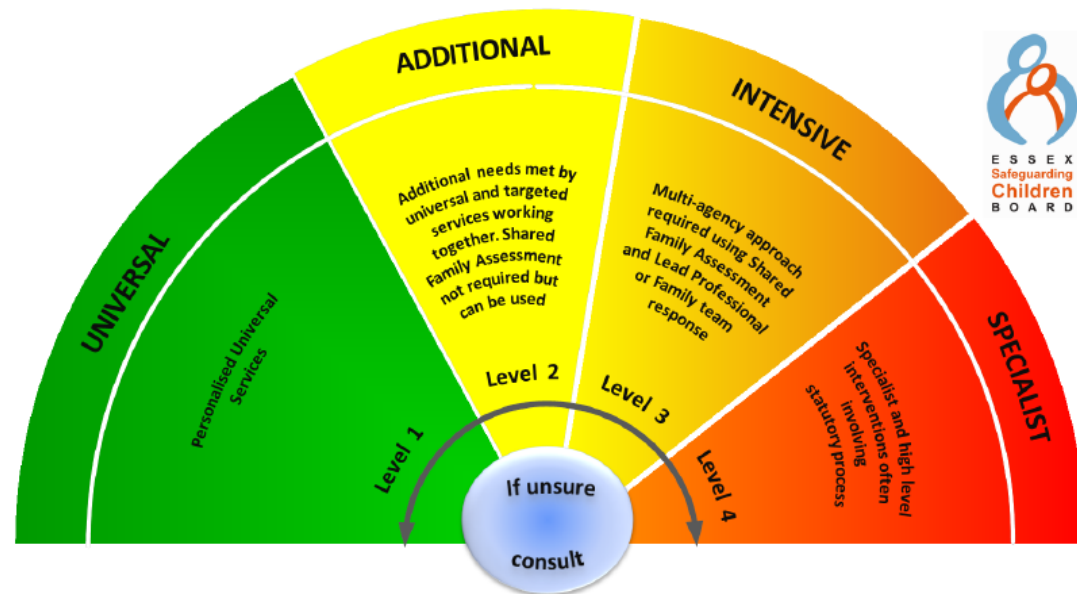 UNIVERSAL
Personalised Universal
Services
Level 1
ADDITIONAL
Additional needs met by
universal and targeted
services working
together. Shared
Family Assessment
not required but
can be used
Level 2
INTENSIVE
Multi-agency approach
required using Shared
Family Assessment
and Lead Professional
or Family team
response
Level 3
SPECIALIST
Specialist and high level
interventions often
involving
statutory process
Level 4
If unsure
consult
ESSEX
Safeguarding
Children
BOARD